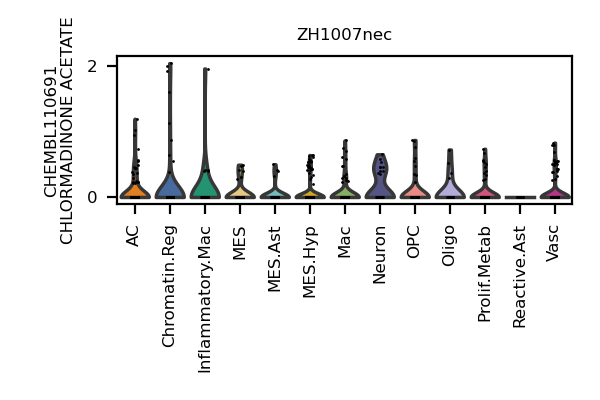 ZH1007nec
CHEMBL110691
CHLORMADINONE ACETATE
2
0
AC
Chromatin.Reg
Inflammatory.Mac
MES
MES.Ast
MES.Hyp
Mac
Neuron
OPC
Oligo
Prolif.Metab
Reactive.Ast
Vasc